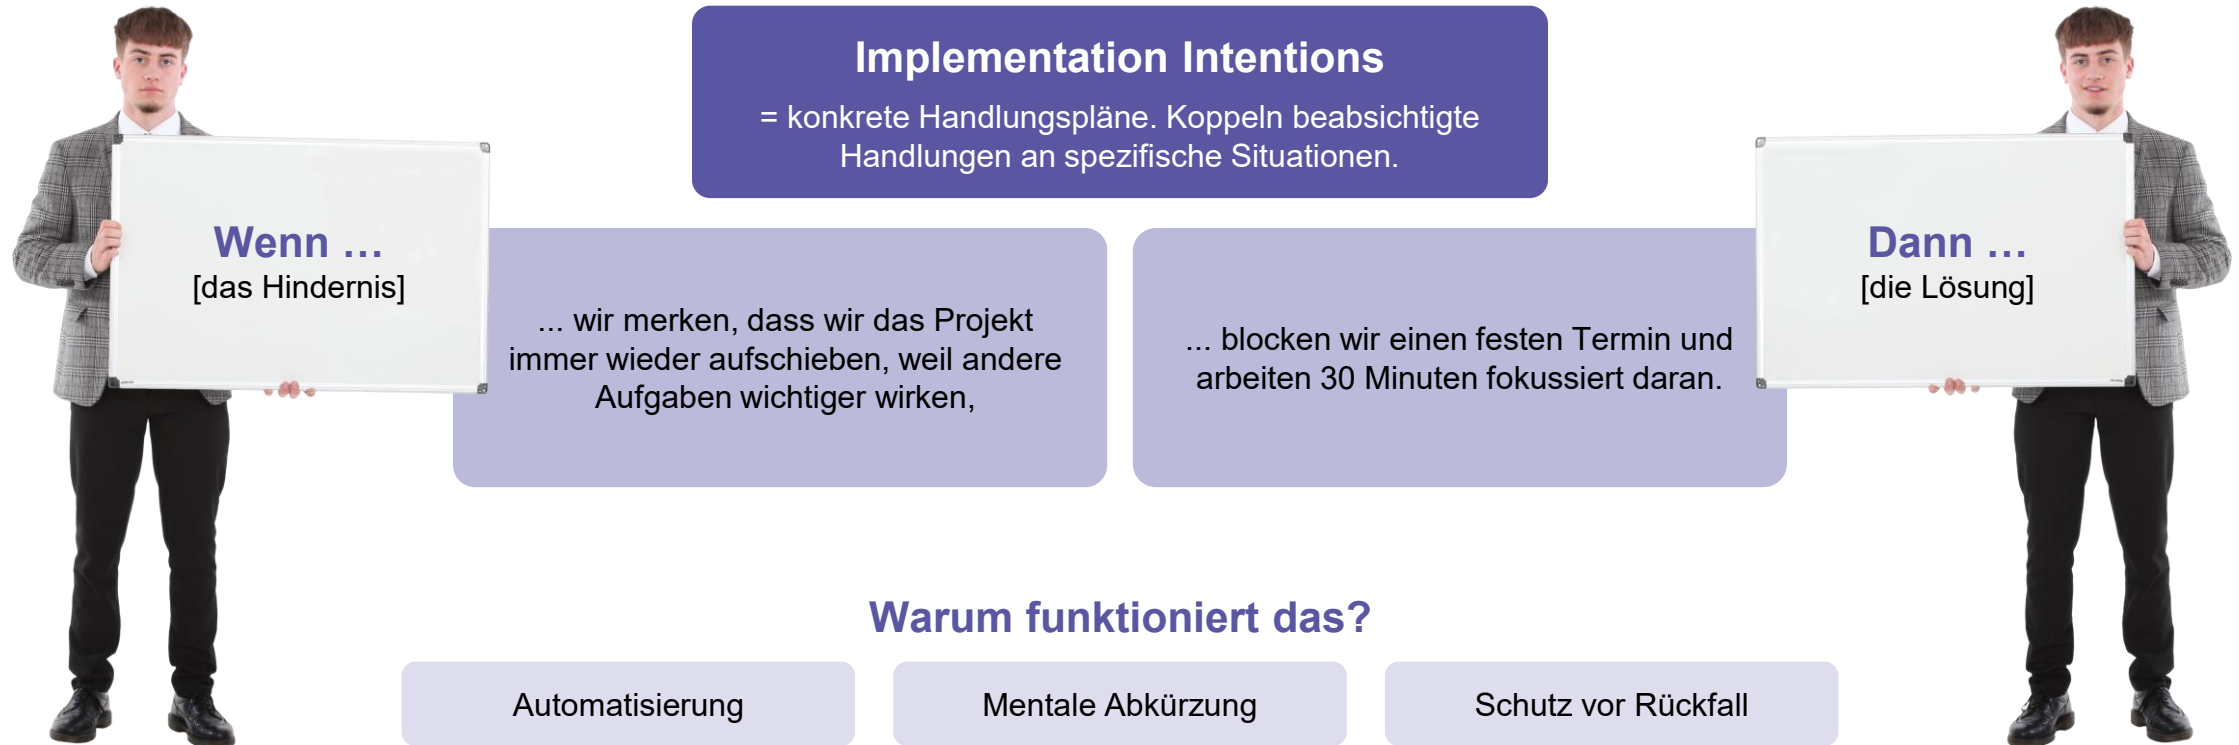 Implementation Intentions
= konkrete Handlungspläne. Koppeln beabsichtigte
Handlungen an spezifische Situationen.
Wenn …
[das Hindernis]
... wir merken, dass wir das Projekt
immer wieder aufschieben, weil andere
Aufgaben wichtiger wirken,
... blocken wir einen festen Termin und
arbeiten 30 Minuten fokussiert daran.
Dann …
[die Lösung]
Warum funktioniert das?
Automatisierung
Mentale Abkürzung
Schutz vor Rückfall